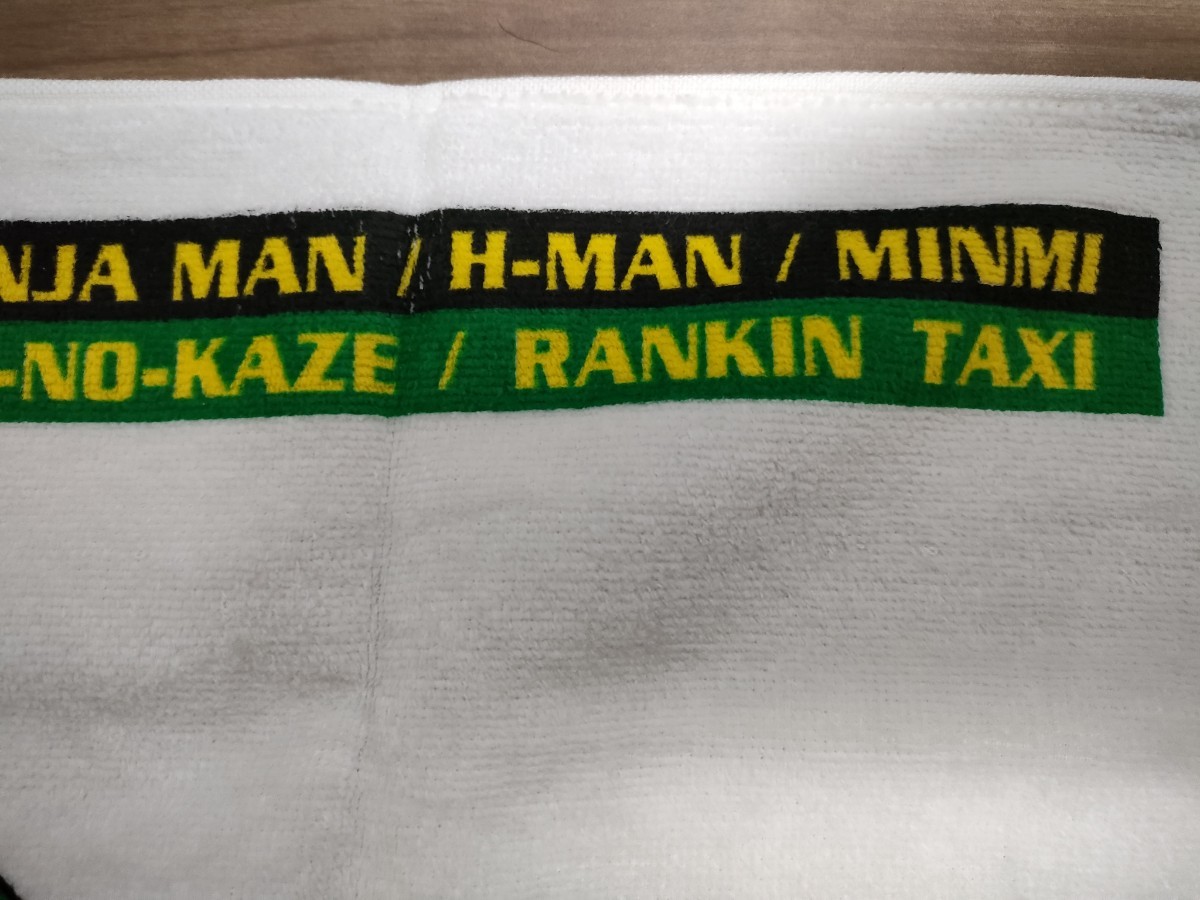 NJA MAN / H-MAN / MINMI
-NO-KAZE / RANKIN TAXI